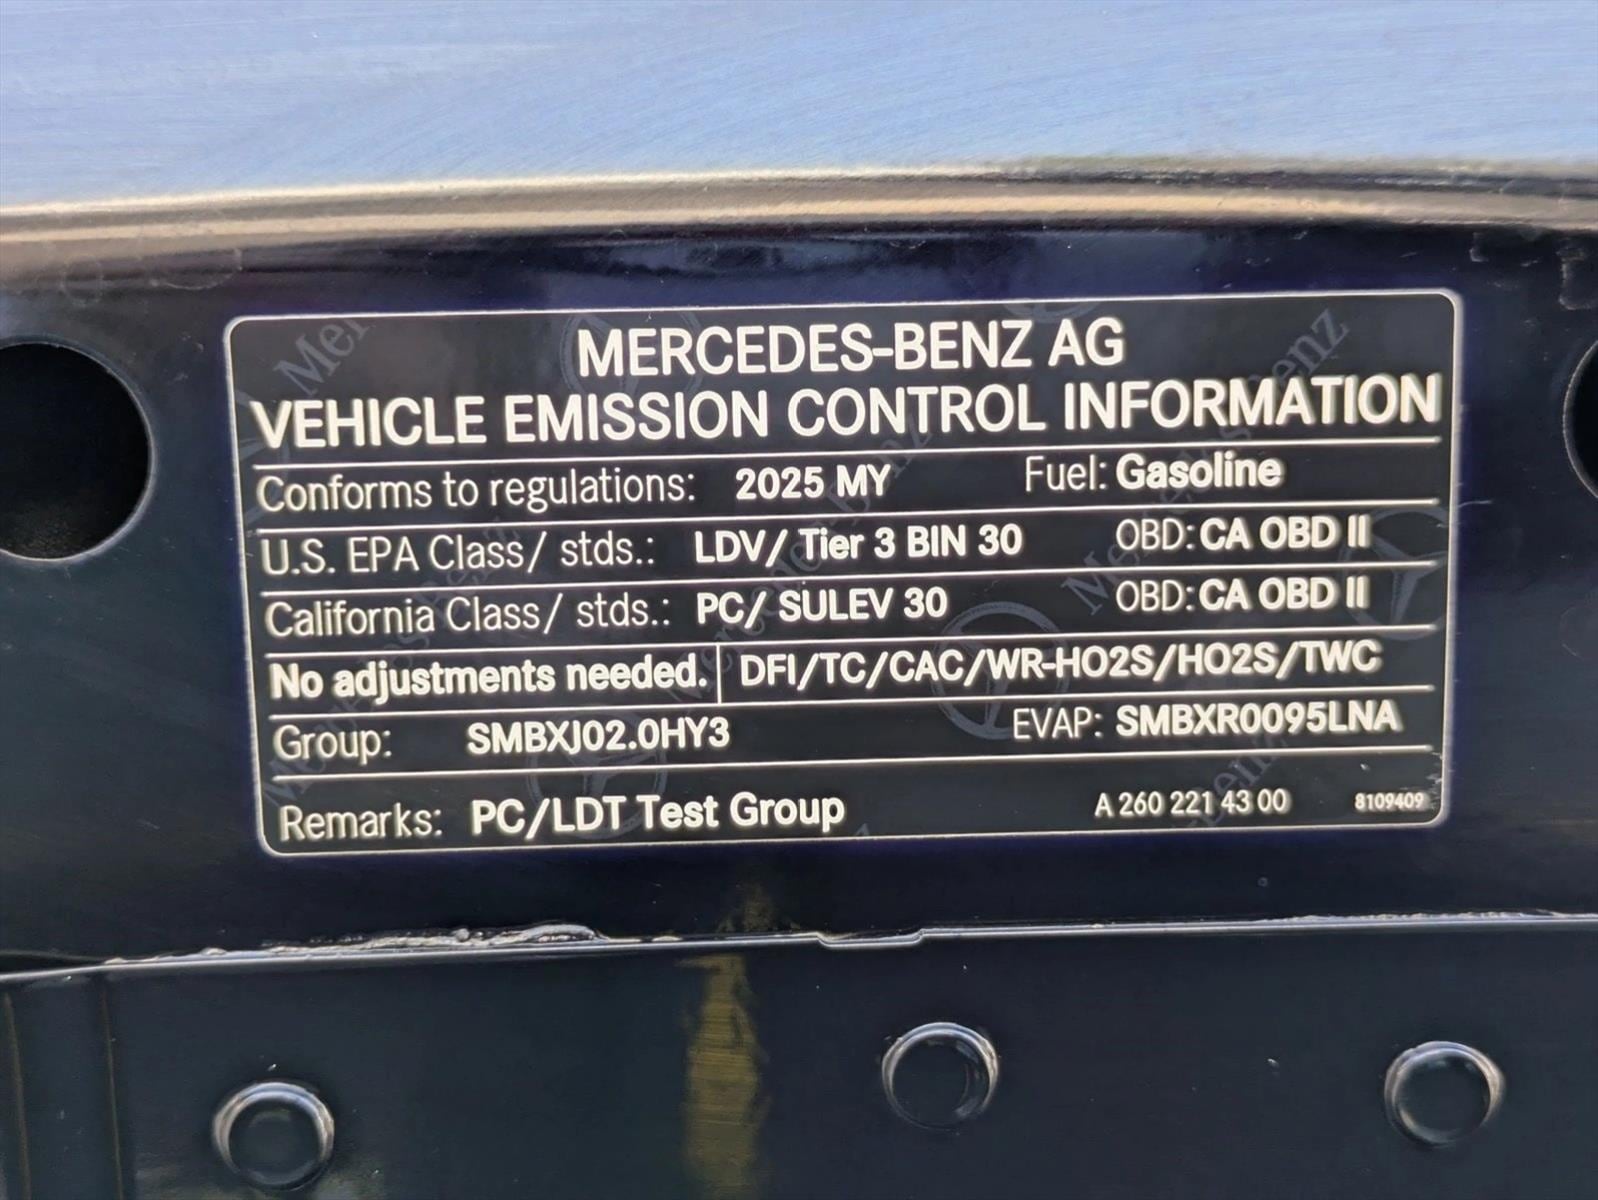 MERCEDES-BENZ AG
VEHICLE EMISSION CONTROL INFORMATION
Conforms to regulations: 2025 MY Fuel: Gasoline
U.S. EPA Class/ stds.: LDV/ Tier 3 BIN 30 OBD: CA OBD II
California Class/ stds.: PC/ SULEV 30 OBD: CA OBD II
No adjustments needed. DFI/TC/CAC/WR-HO2S/HO2S/TWC
Group: SMBXJ02.0HY3 EVAP: SMBXR0095LNA
Remarks: PC/LDT Test Group A 260 221 43 00 8109409